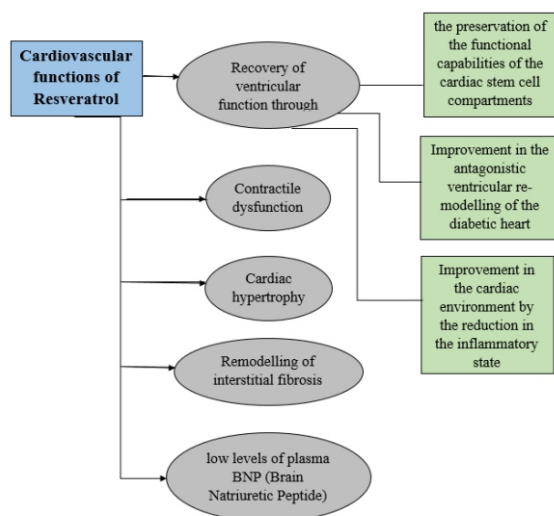 Cardiovascular
functions of
Resveratrol
Recovery of
ventricular
function through
the preservation of
the functional
capabilities of the
cardiac stem cell
compartments
Improvement in the
antagonistic
ventricular re-
modelling of the
diabetic heart
Improvement in
the cardiac
environment by
the reduction in
the inflammatory
state
Contractile
dysfunction
Cardiac
hypertrophy
Remodelling of
interstitial fibrosis
low levels of plasma
BNP (Brain
Natriuretic Peptide)